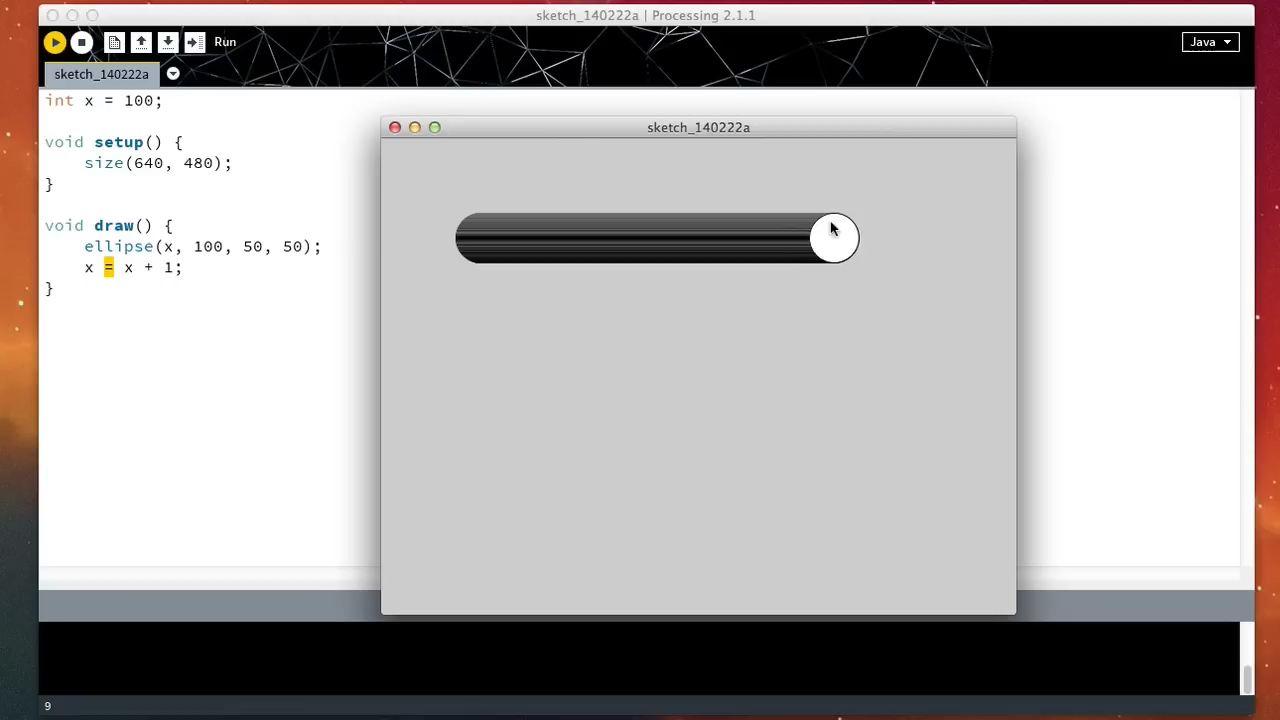 sketch_140222a | Processing 2.1.1
Run
Java
sketch_140222a
int x = 100;
void setup() {
size(640, 480);
}
void draw() {
ellipse(x, 100, 50, 50);
x = x + 1;
}
sketch_140222a
9